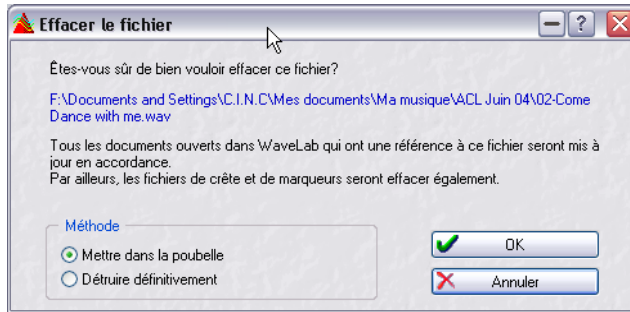 Effacer le fichier
Êtes-vous sûr de bien vouloir effacer ce fichier?
F:\Documents and Settings\C.I.N.C\Mes documents\Ma musique\ACL Juin 04\02-Come
Dance with me.wav
Tous les documents ouverts dans WaveLab qui ont une référence à ce fichier seront mis à
jour en accordance.
Par ailleurs, les fichiers de crête et de marqueurs seront effacer également.
Méthode
Mettre dans la poubelle
Détruire définitivement
OK
Annuler